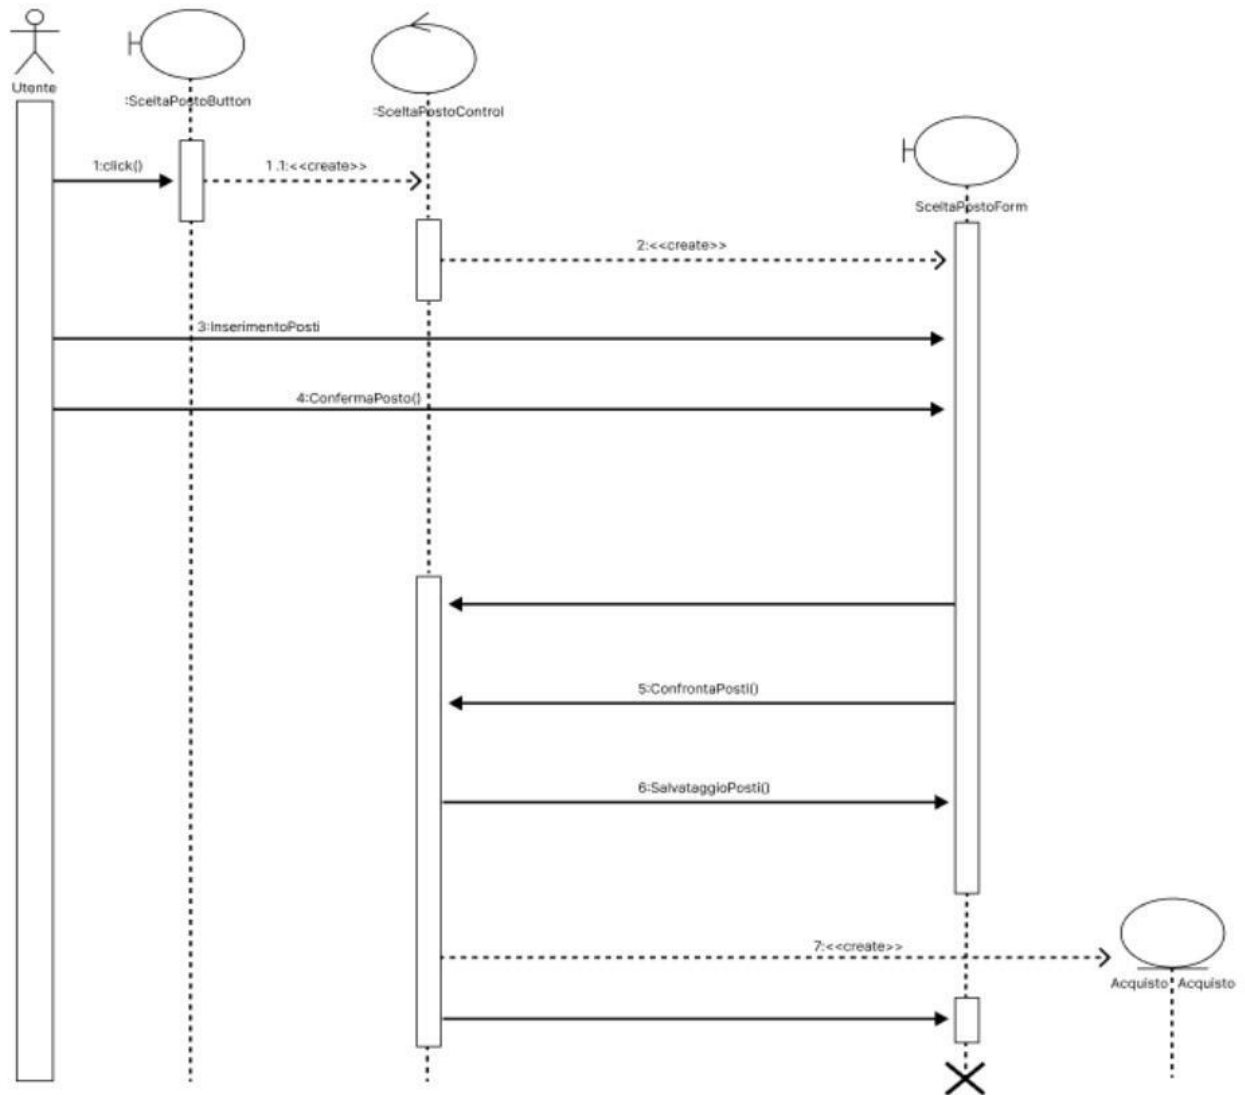 Utente
:SceltaPostoButton
:SceltaPostoControl
1:click()
1 .1:<<create>>
SceltaPostoForm
2:<<create>>
3:InserimentoPosti
4:ConfermaPosto()
5:ConfrontaPosti()
6:SalvataggioPosti()
7:<<create>>
Acquisto Acquisto